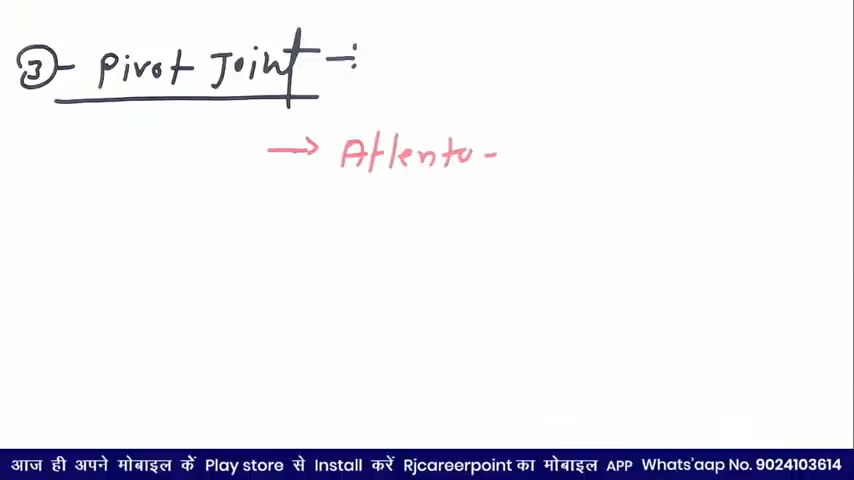 ③- Pivot Joint -:
→ Atlento -
आज ही अपने मोबाइल कें Play store से Install करें Rjcareerpoint का मोबाइल APP Whats'aap No. 9024103614